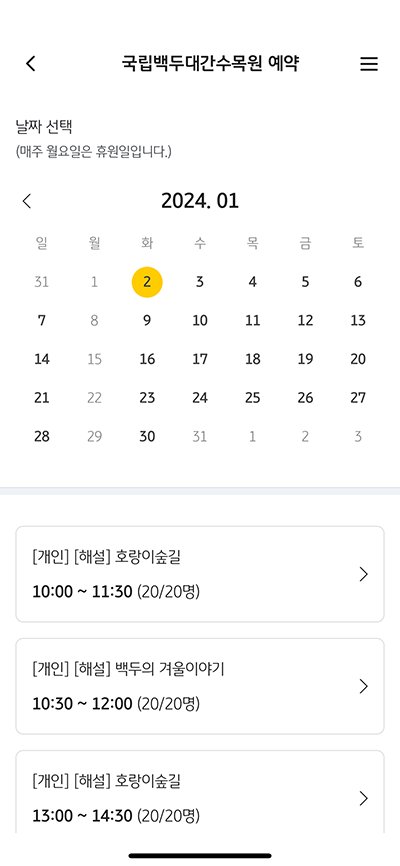 국립백두대간수목원 예약
날짜 선택
(매주 월요일은 휴원일입니다.)
2024. 01
일 월 화 수 목 금 토
31 1 2 3 4 5 6
7 8 9 10 11 12 13
14 15 16 17 18 19 20
21 22 23 24 25 26 27
28 29 30 31 1 2 3
[개인] [해설] 호랑이숲길
10:00 ~ 11:30 (20/20명)
[개인] [해설] 백두의 겨울이야기
10:30 ~ 12:00 (20/20명)
[개인] [해설] 호랑이숲길
13:00 ~ 14:30 (20/20명)